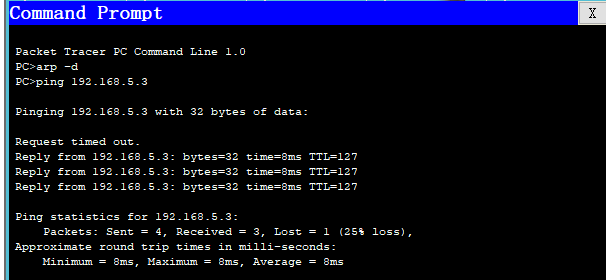 Command Prompt
X
Packet Tracer PC Command Line 1.0
PC>arp -d
PC>ping 192.168.5.3
Pinging 192.168.5.3 with 32 bytes of data:
Request timed out.
Reply from 192.168.5.3: bytes=32 time=8ms TTL=127
Reply from 192.168.5.3: bytes=32 time=8ms TTL=127
Reply from 192.168.5.3: bytes=32 time=8ms TTL=127
Ping statistics for 192.168.5.3:
Packets: Sent = 4, Received = 3, Lost = 1 (25% loss),
Approximate round trip times in milli-seconds:
Minimum = 8ms, Maximum = 8ms, Average = 8ms